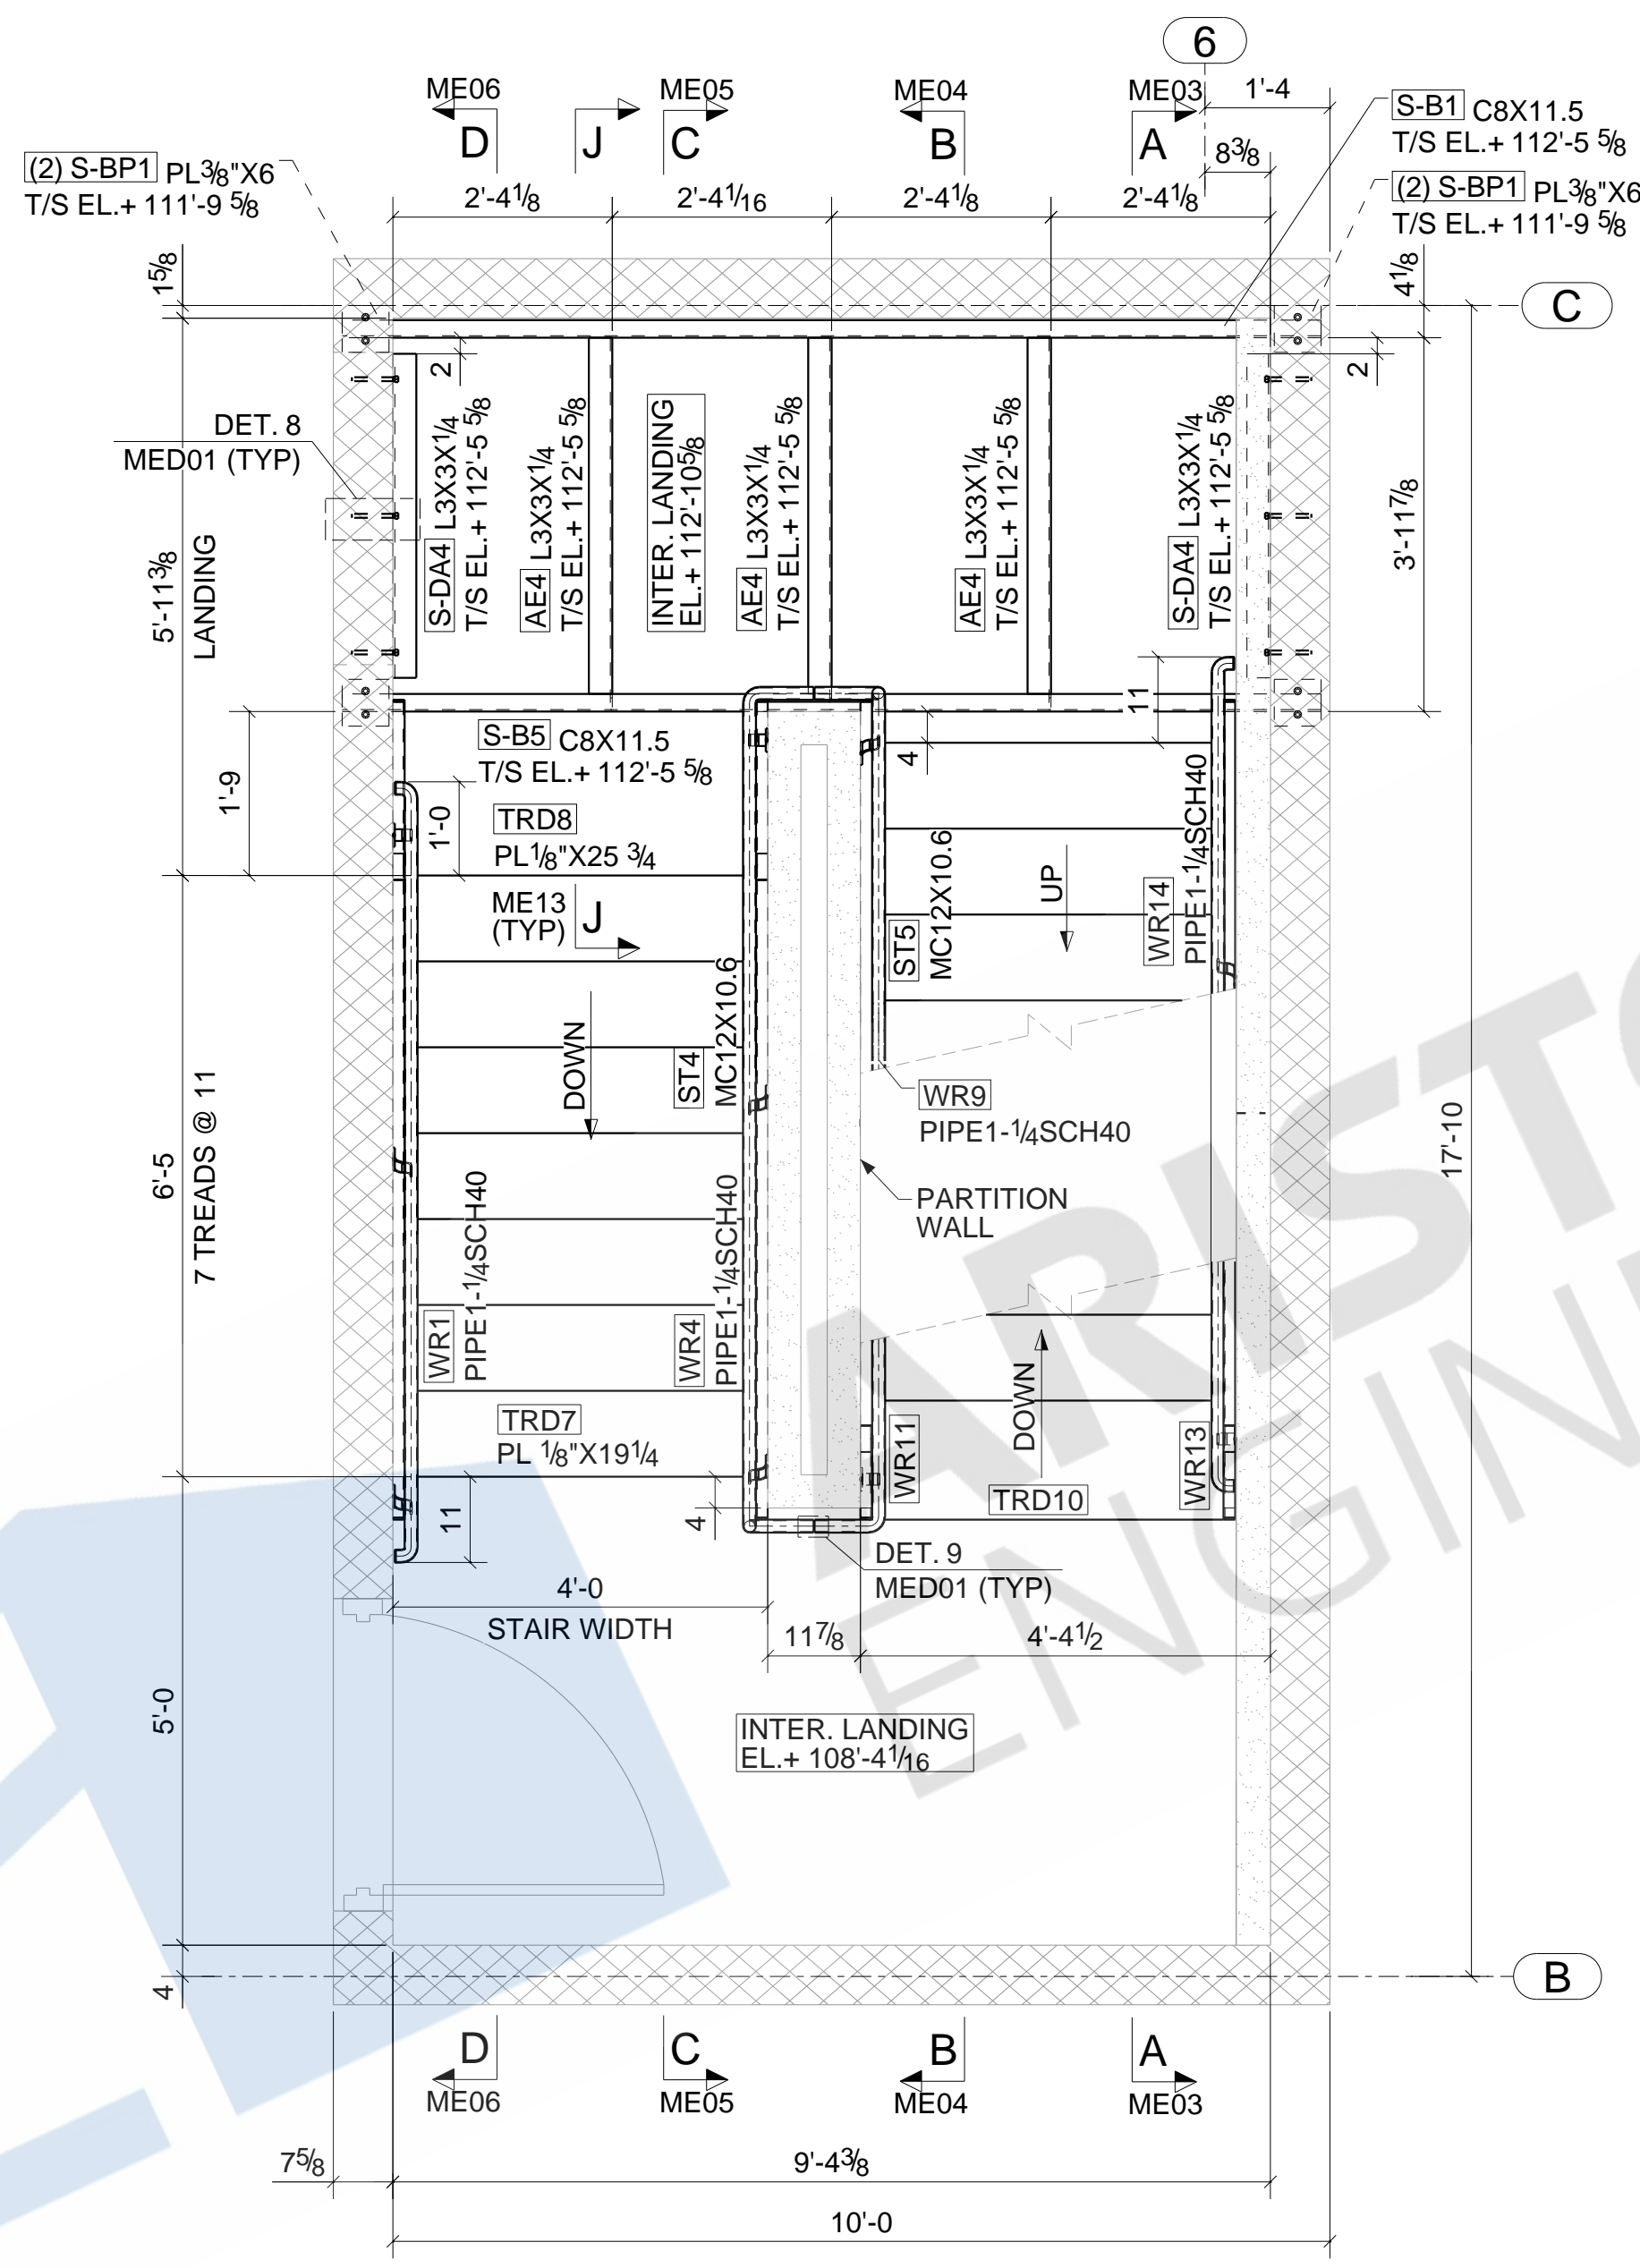 6
ME06
ME05
ME04
ME03
1'-4
D
J
C
B
A
8 3/8
S-B1 C8X11.5
T/S EL.+ 112'-5 5/8
(2) S-BP1 PL3/8"X6
T/S EL.+ 111'-9 5/8
(2) S-BP1 PL3/8"X6
T/S EL.+ 111'-9 5/8
2'-4 1/8
2'-4 1/16
2'-4 1/8
2'-4 1/8
1 5/8
4 1/8
C
2
2
DET. 8
MED01 (TYP)
S-DA4 L3X3X1/4
T/S EL.+ 112'-5 5/8
AE4 L3X3X1/4
T/S EL.+ 112'-5 5/8
INTER. LANDING
EL.+ 112'-10 5/8
AE4 L3X3X1/4
T/S EL.+ 112'-5 5/8
AE4 L3X3X1/4
T/S EL.+ 112'-5 5/8
S-DA4 L3X3X1/4
T/S EL.+ 112'-5 5/8
3'-11 7/8
5'-11 3/8
LANDING
11
4
S-B5 C8X11.5
T/S EL.+ 112'-5 5/8
1'-9
1'-0
TRD8
PL1/8"X25 3/4
ME13
(TYP)
J
UP
ST5
MC12X10.6
WR14
PIPE1-1/4SCH40
DOWN
ST4
MC12X10.6
WR9
PIPE1-1/4SCH40
PARTITION
WALL
17'-10
6'-5
7 TREADS @ 11
WR1
PIPE1-1/4SCH40
WR4
PIPE1-1/4SCH40
TRD7
PL 1/8"X19 1/4
DOWN
WR11
WR13
TRD10
11
4
DET. 9
MED01 (TYP)
4'-0
STAIR WIDTH
11 7/8
4'-4 1/2
5'-0
INTER. LANDING
EL.+ 108'-4 1/16
4
B
D
C
B
A
ME06
ME05
ME04
ME03
7 5/8
9'-4 3/8
10'-0